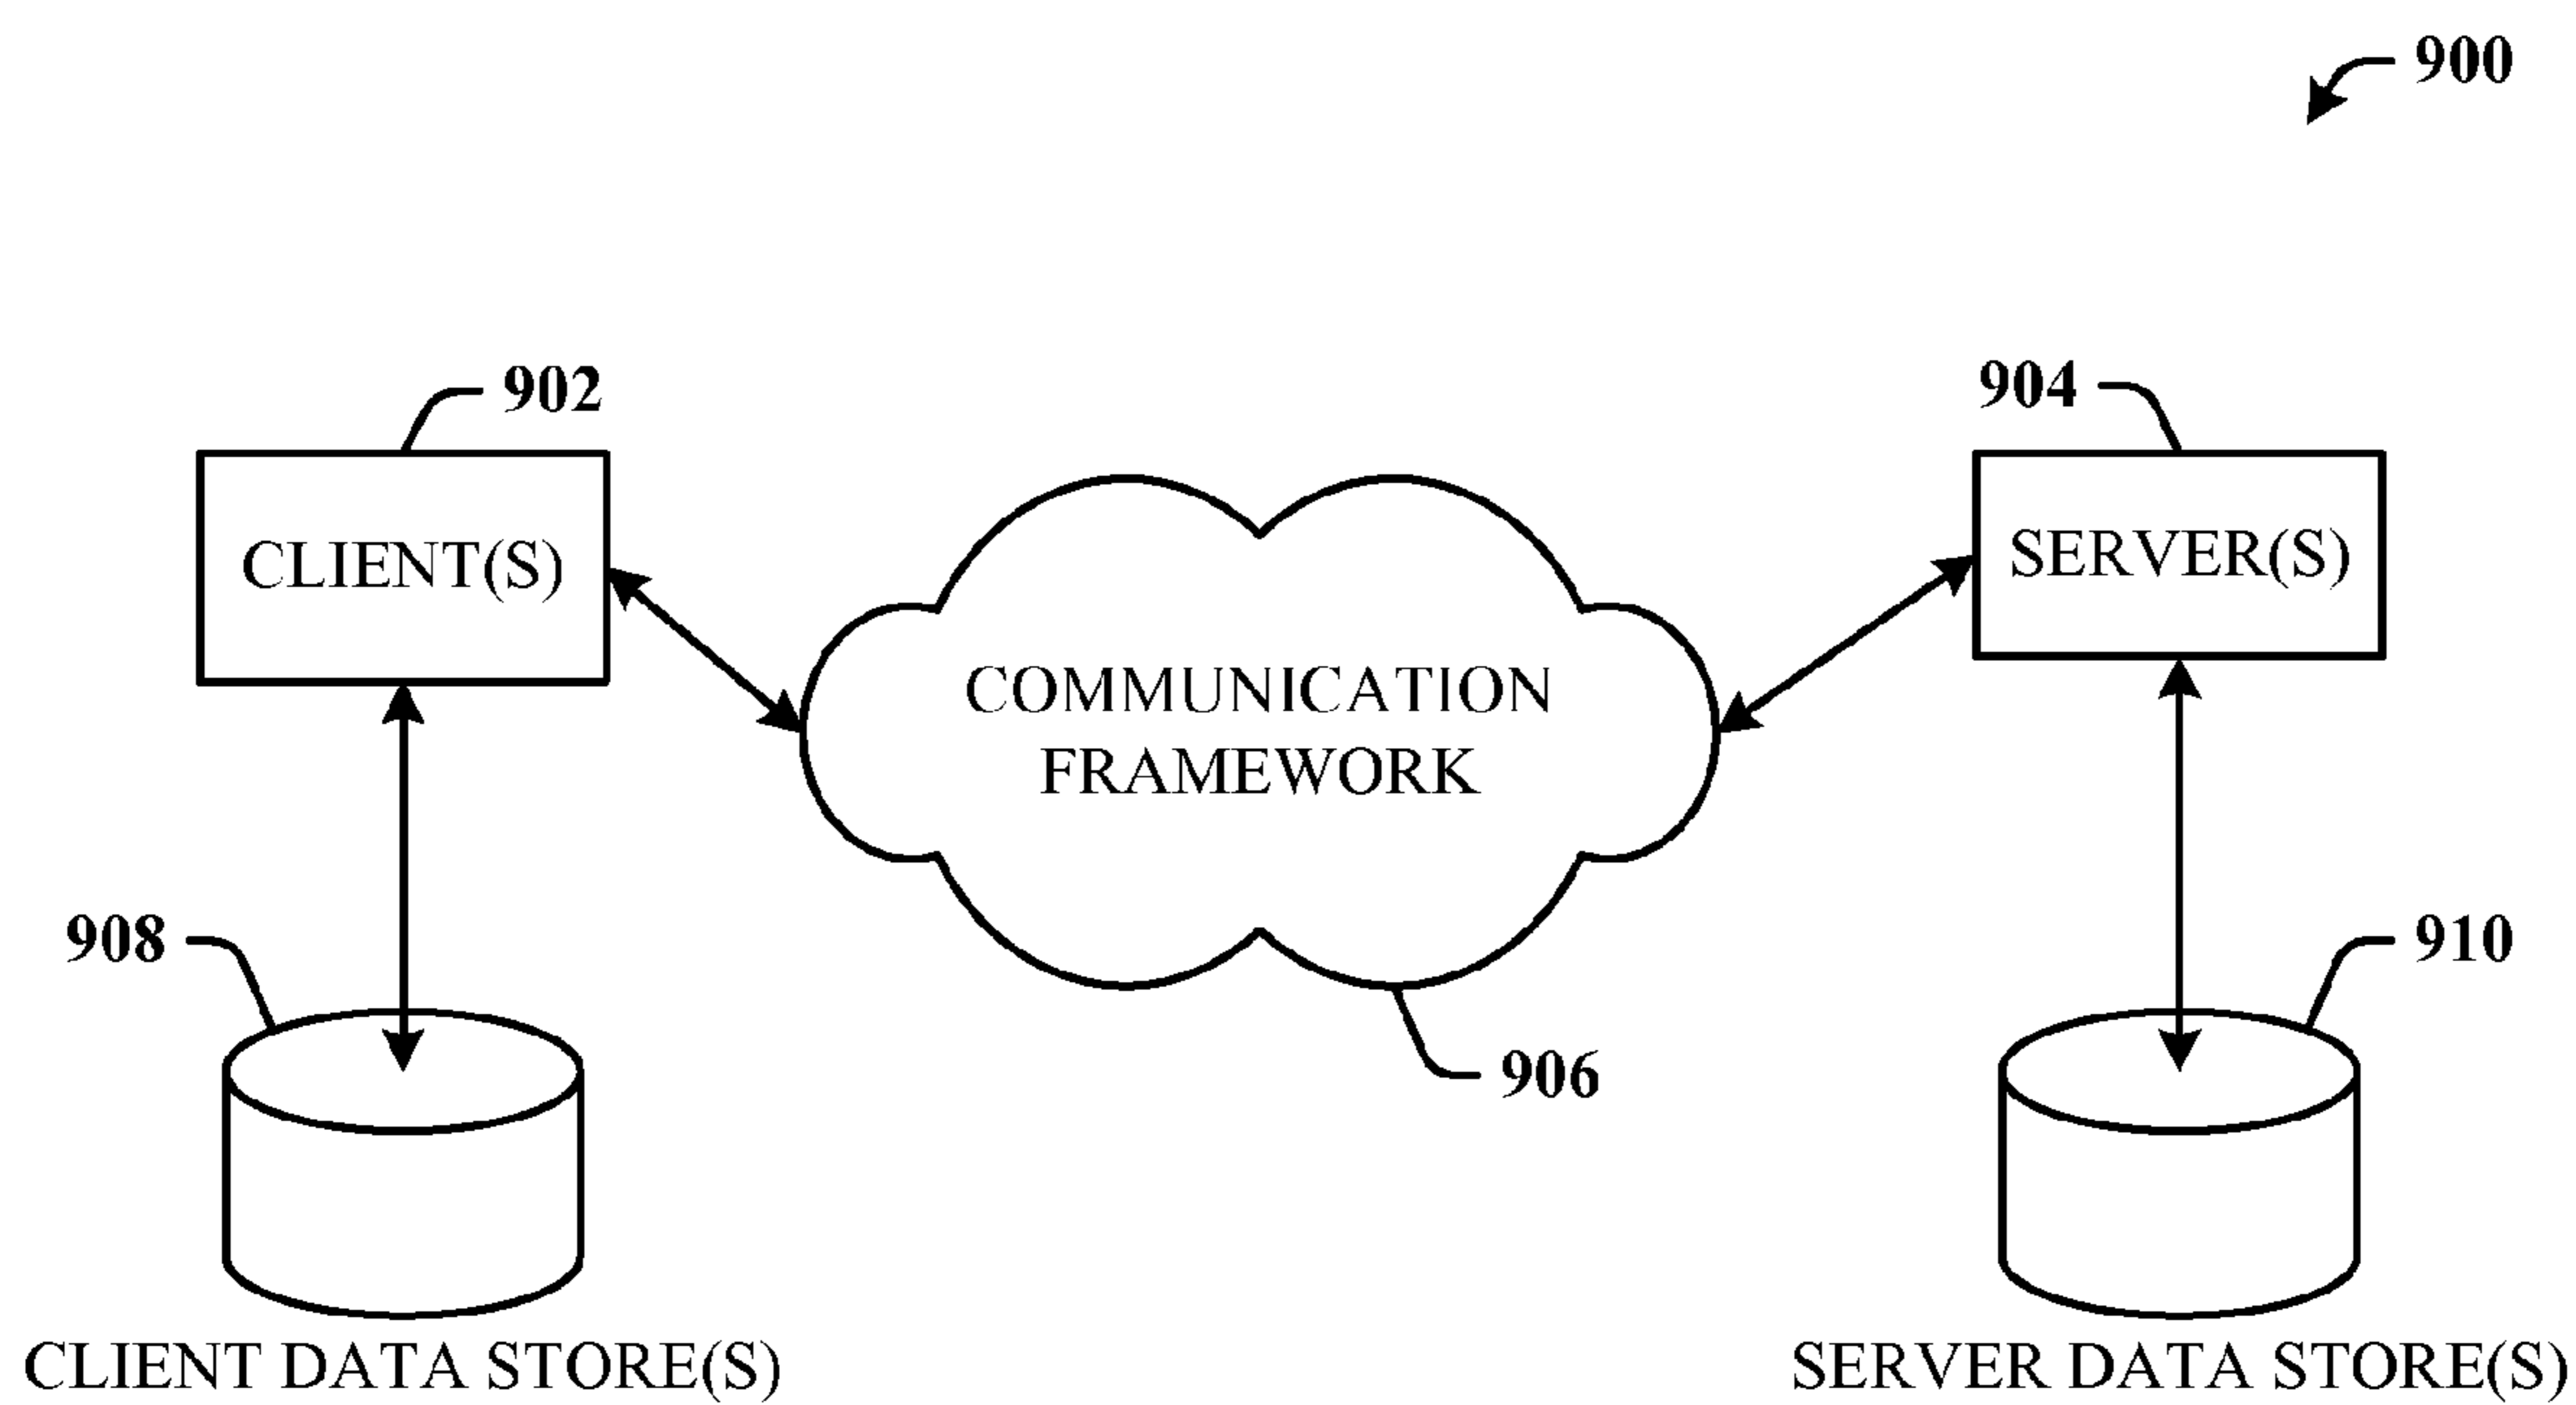 900
902
904
CLIENT(S)
SERVER(S)
COMMUNICATION
FRAMEWORK
908
910
906
CLIENT DATA STORE(S)
SERVER DATA STORE(S)